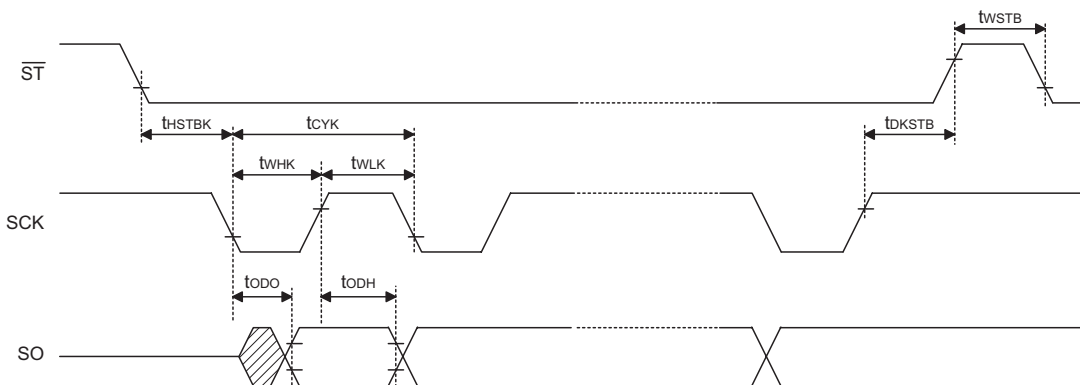 tWSTB
ST
tHSTBK
tCYK
tDKSTB
tWHK
tWLK
SCK
tODO
tODH
SO